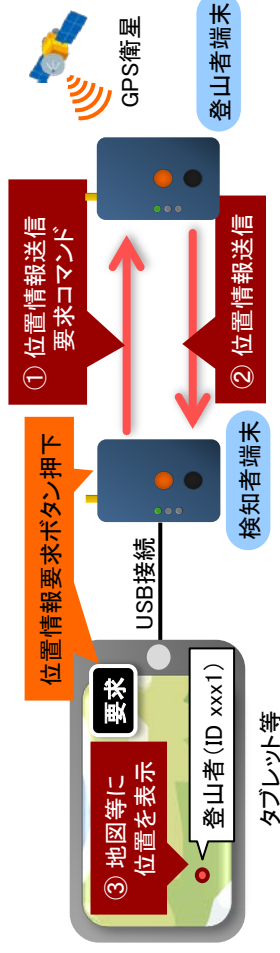 位置情報要求ボタン押下
① 位置情報送信
要求コマンド
GPS衛星
要求
③ 地図等に
位置を表示
登山者（ID xxx1）
USB接続
② 位置情報送信
タブレット等
検知者端末
登山者端末